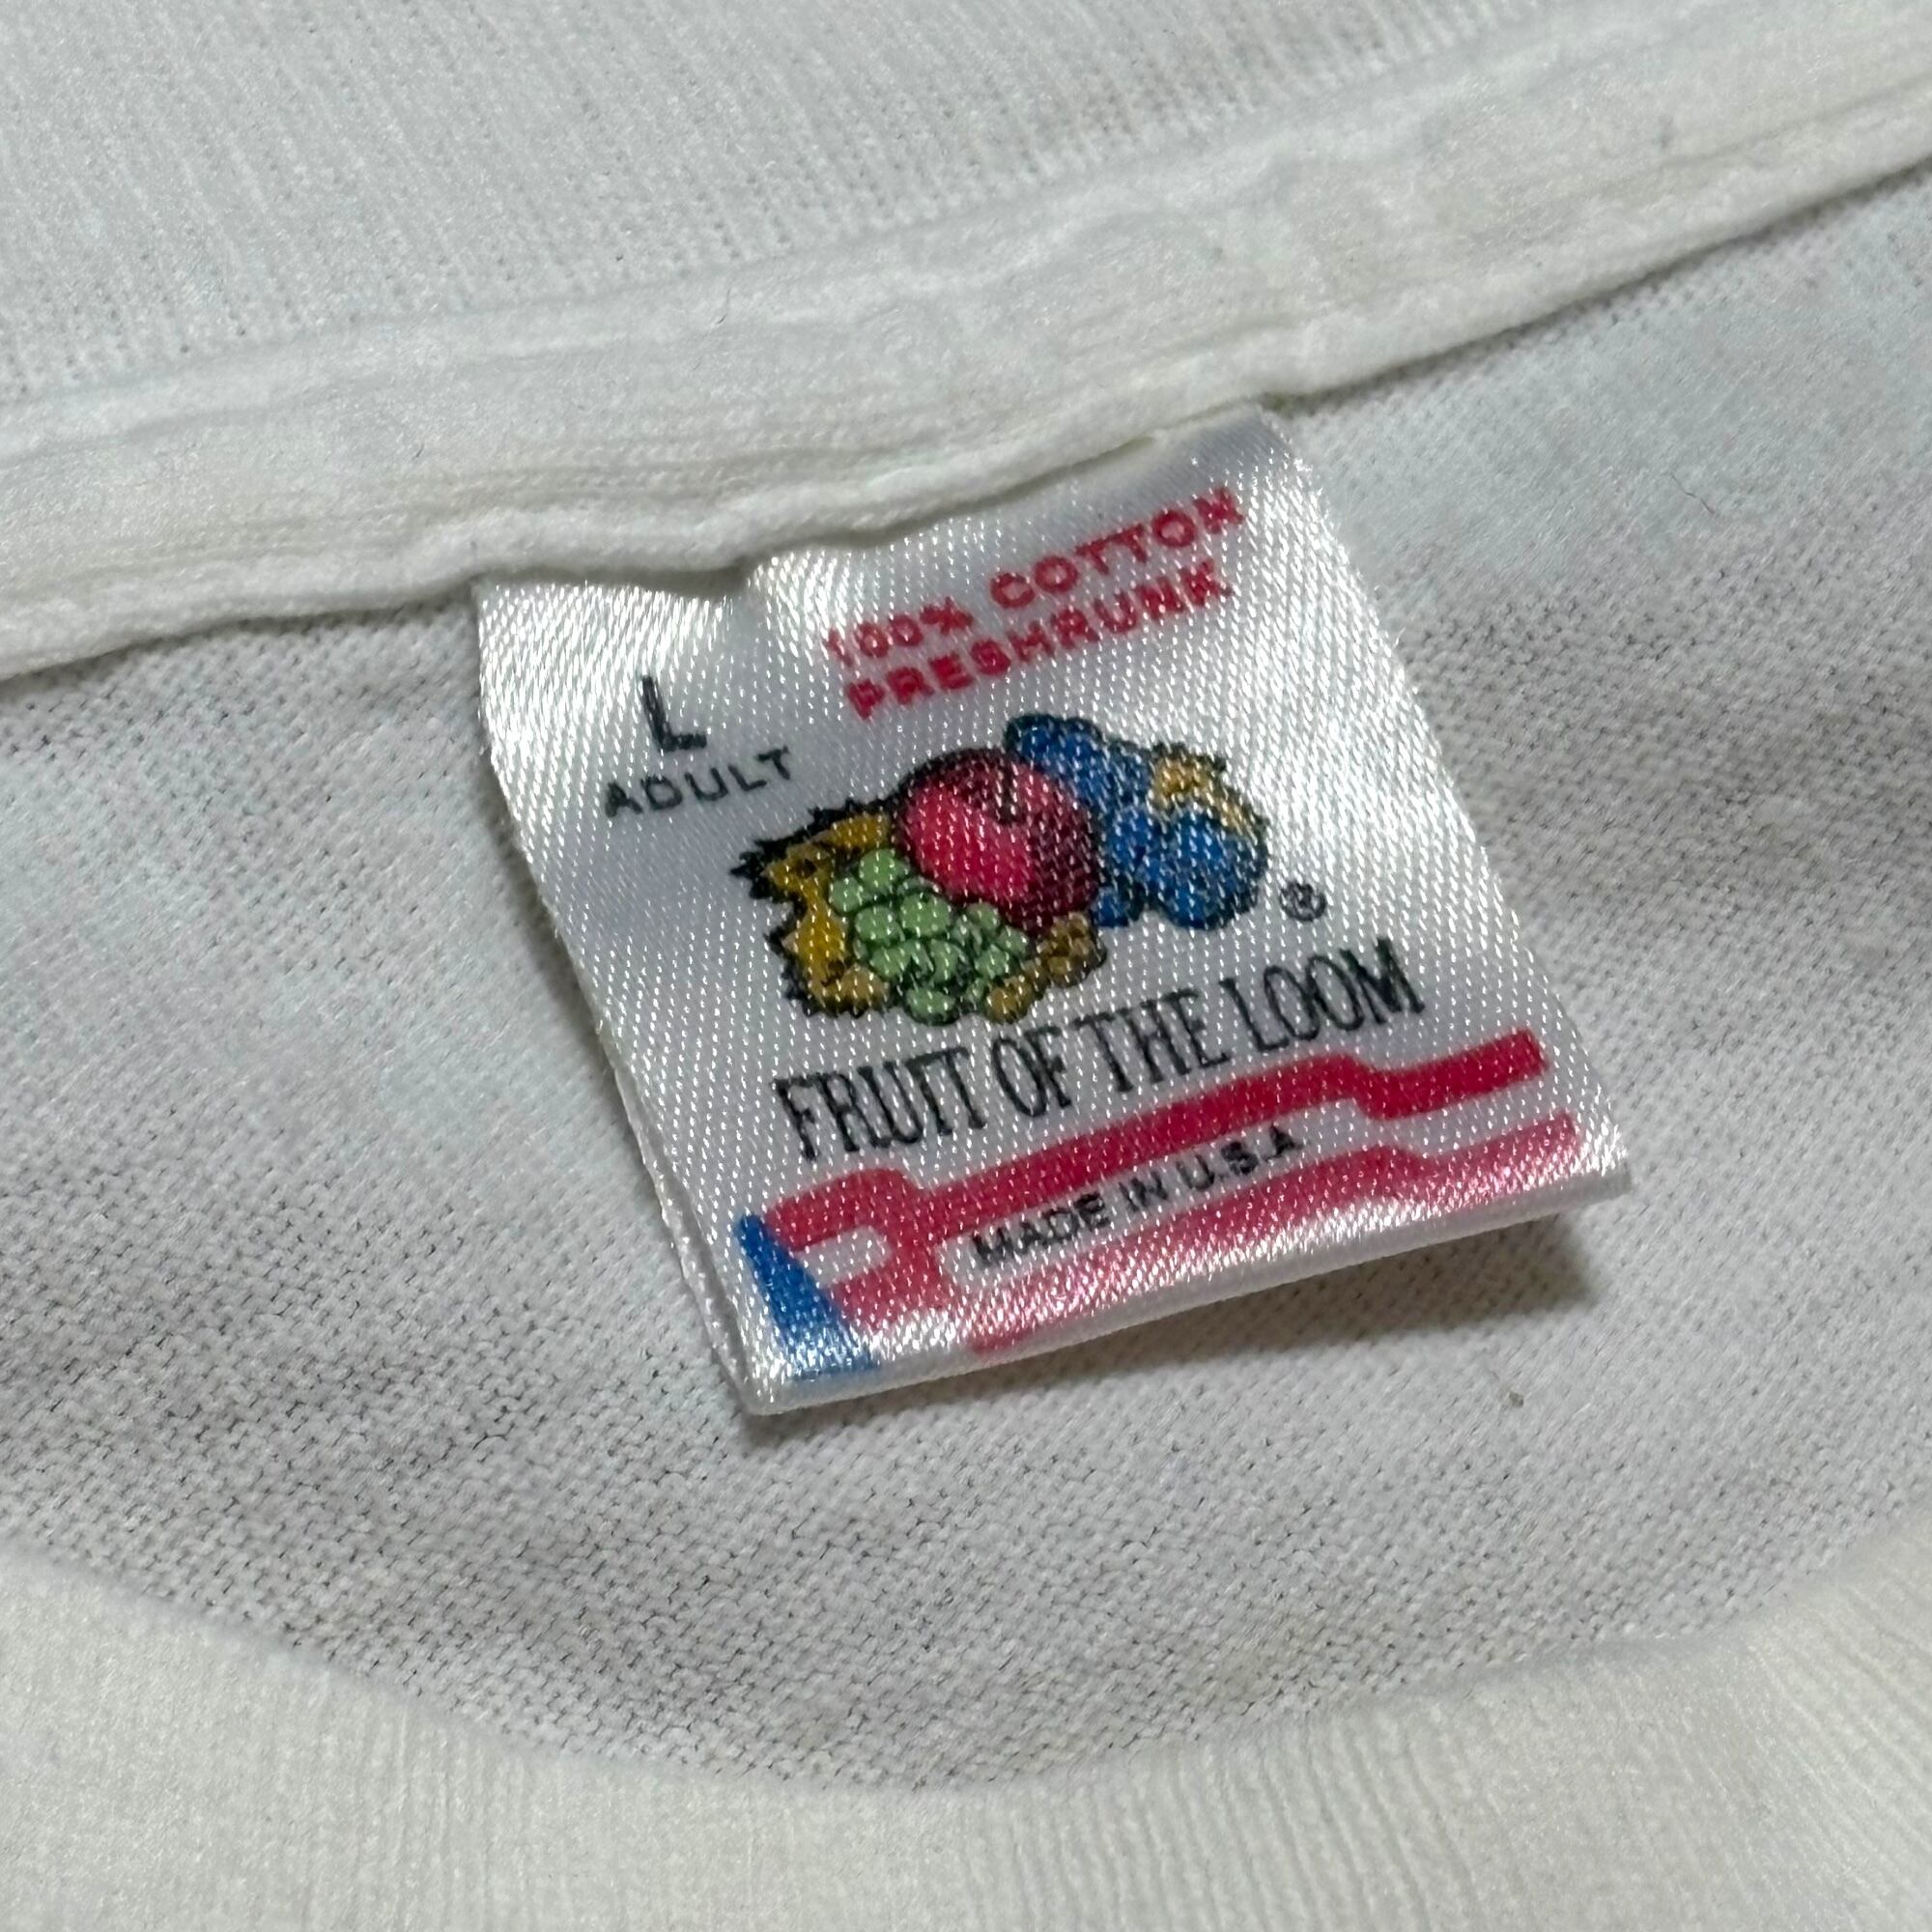 100% COTTON
PRESHRUNK
L
ADULT
®
FRUIT OF THE LOOM
MADE IN U.S.A